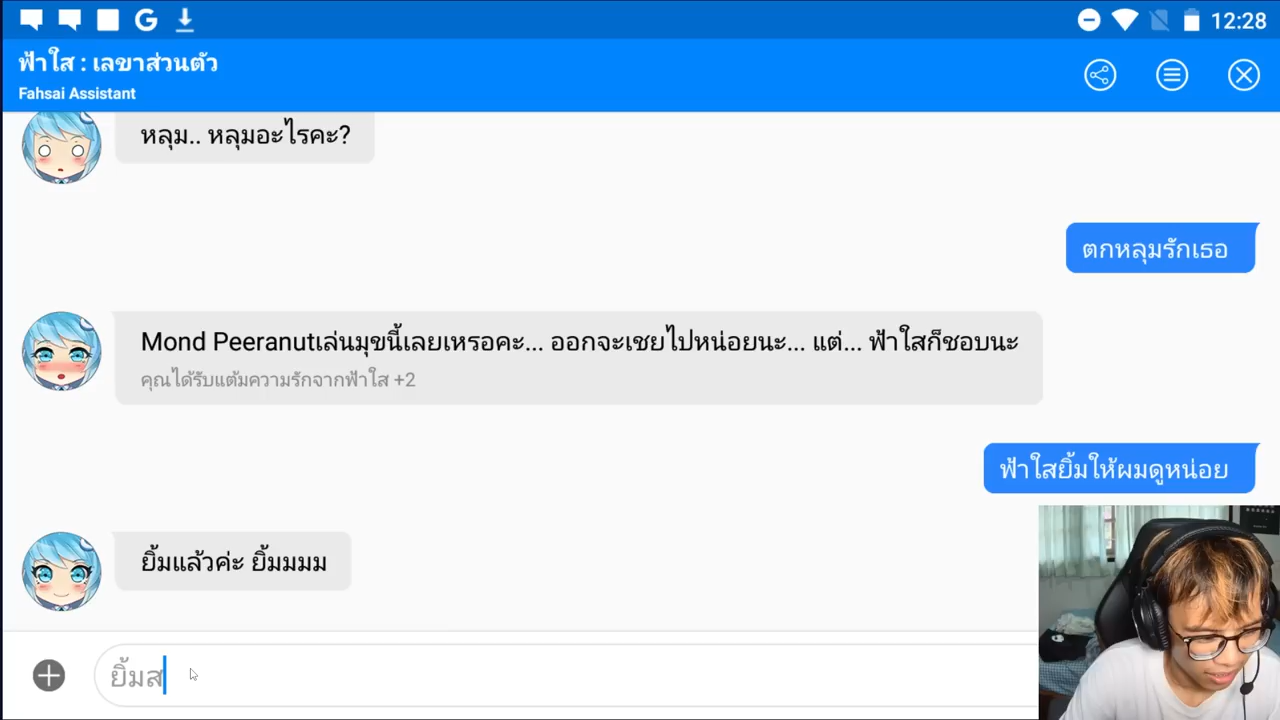 12:28
ฟ้าใส : เลขาส่วนตัว
Fahsai Assistant
หลุม.. หลุมอะไรคะ?
ตกหลุมรักเธอ
Mond Peeranutเล่นมุขนี้เลยเหรอคะ... ออกจะเชยไปหน่อยนะ... แต่... ฟ้าใสก็ชอบนะ
คุณได้รับแต้มความรักจากฟ้าใส +2
ฟ้าใสยิ้มให้ผมดูหน่อย
ยิ้มแล้วค่ะ ยิ้มมมม
ยิ้มส